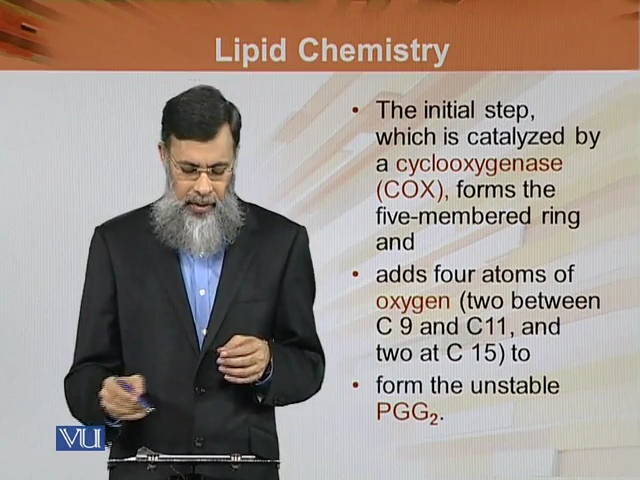 Lipid Chemistry
• The initial step,
which is catalyzed by
a cyclooxygenase
(COX), forms the
five-membered ring
and
• adds four atoms of
oxygen (two between
C 9 and C11, and
two at C 15) to
• form the unstable
PGG₂.
VU